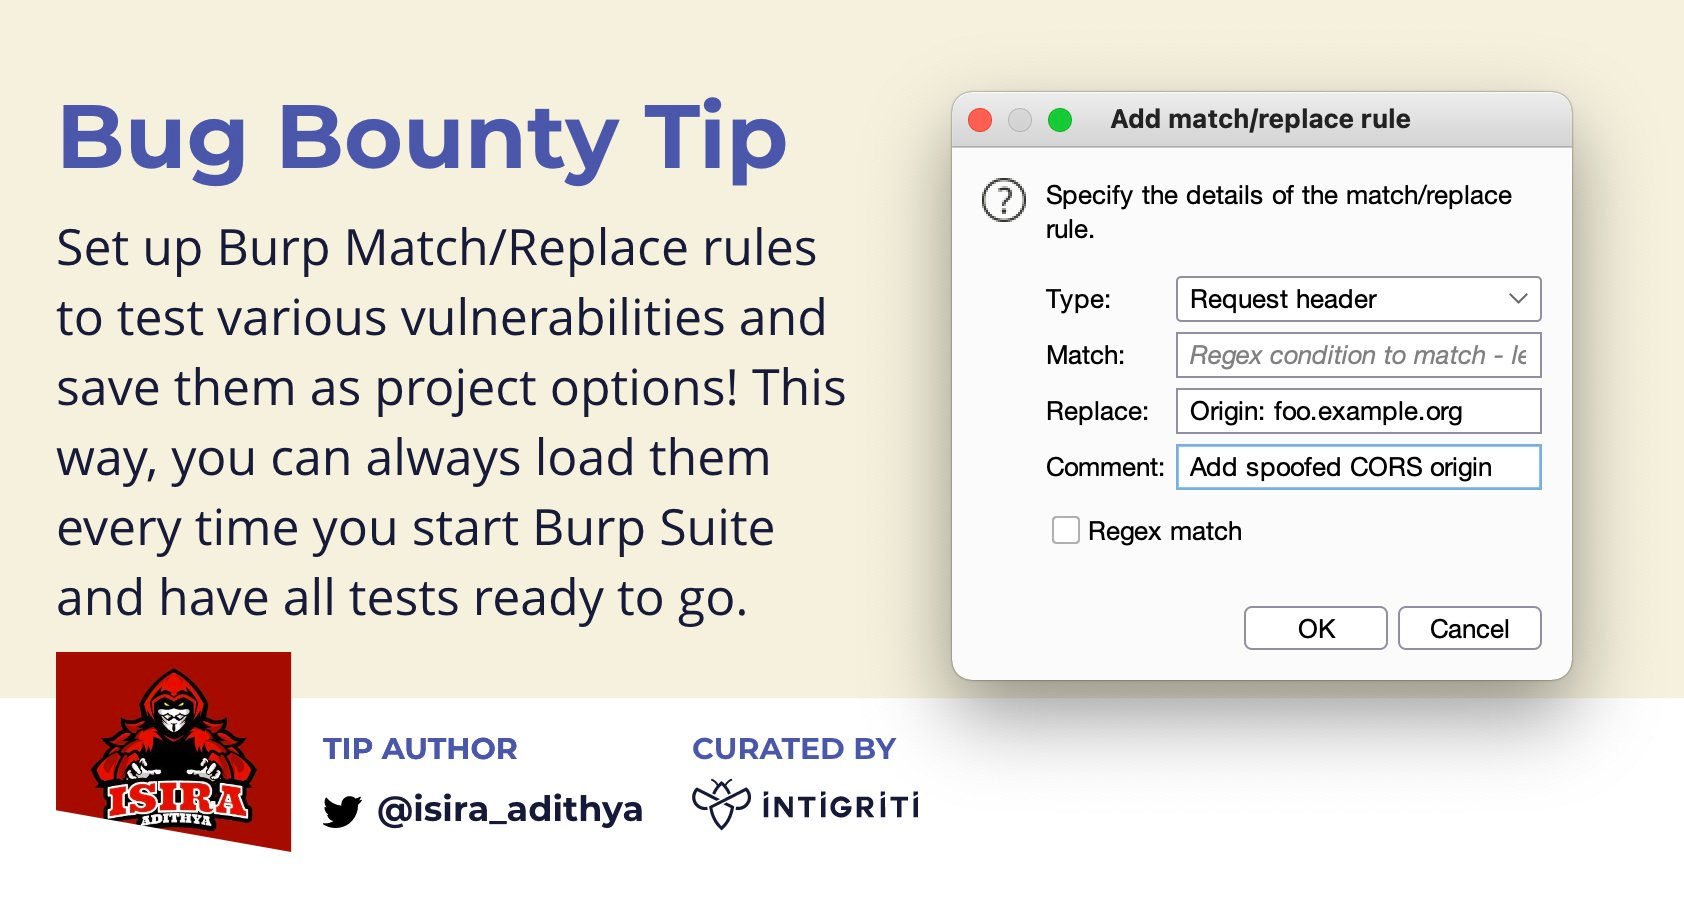 Bug Bounty Tip
Set up Burp Match/Replace rules
to test various vulnerabilities and
save them as project options! This
way, you can always load them
every time you start Burp Suite
and have all tests ready to go.
Add match/replace rule
?
Specify the details of the match/replace
rule.
Type: Request header
Match: Regex condition to match - le
Replace: Origin: foo.example.org
Comment: Add spoofed CORS origin
Regex match
OK Cancel
ISIRA
ADITHYA
TIP AUTHOR
@isira_adithya
CURATED BY
INTIGRITI